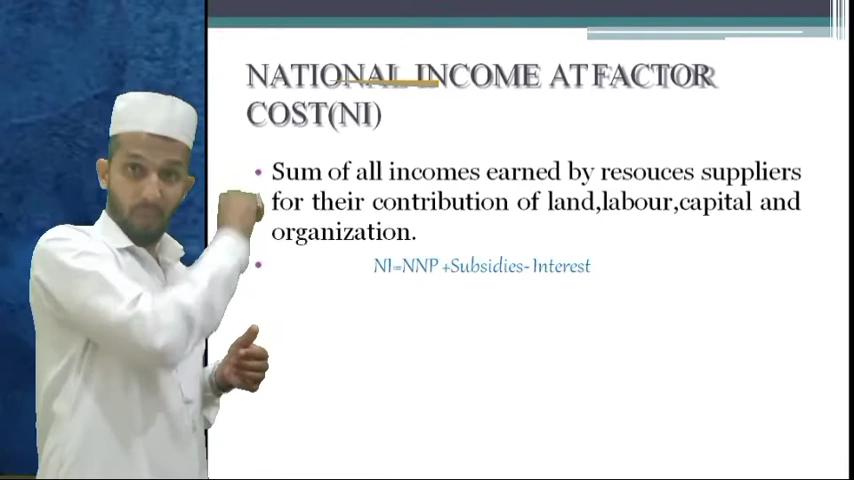 NATIONAL INCOME AT FACTOR
COST(NI)
• Sum of all incomes earned by resouces suppliers
for their contribution of land,labour,capital and
organization.
• NI=NNP +Subsidies- Interest